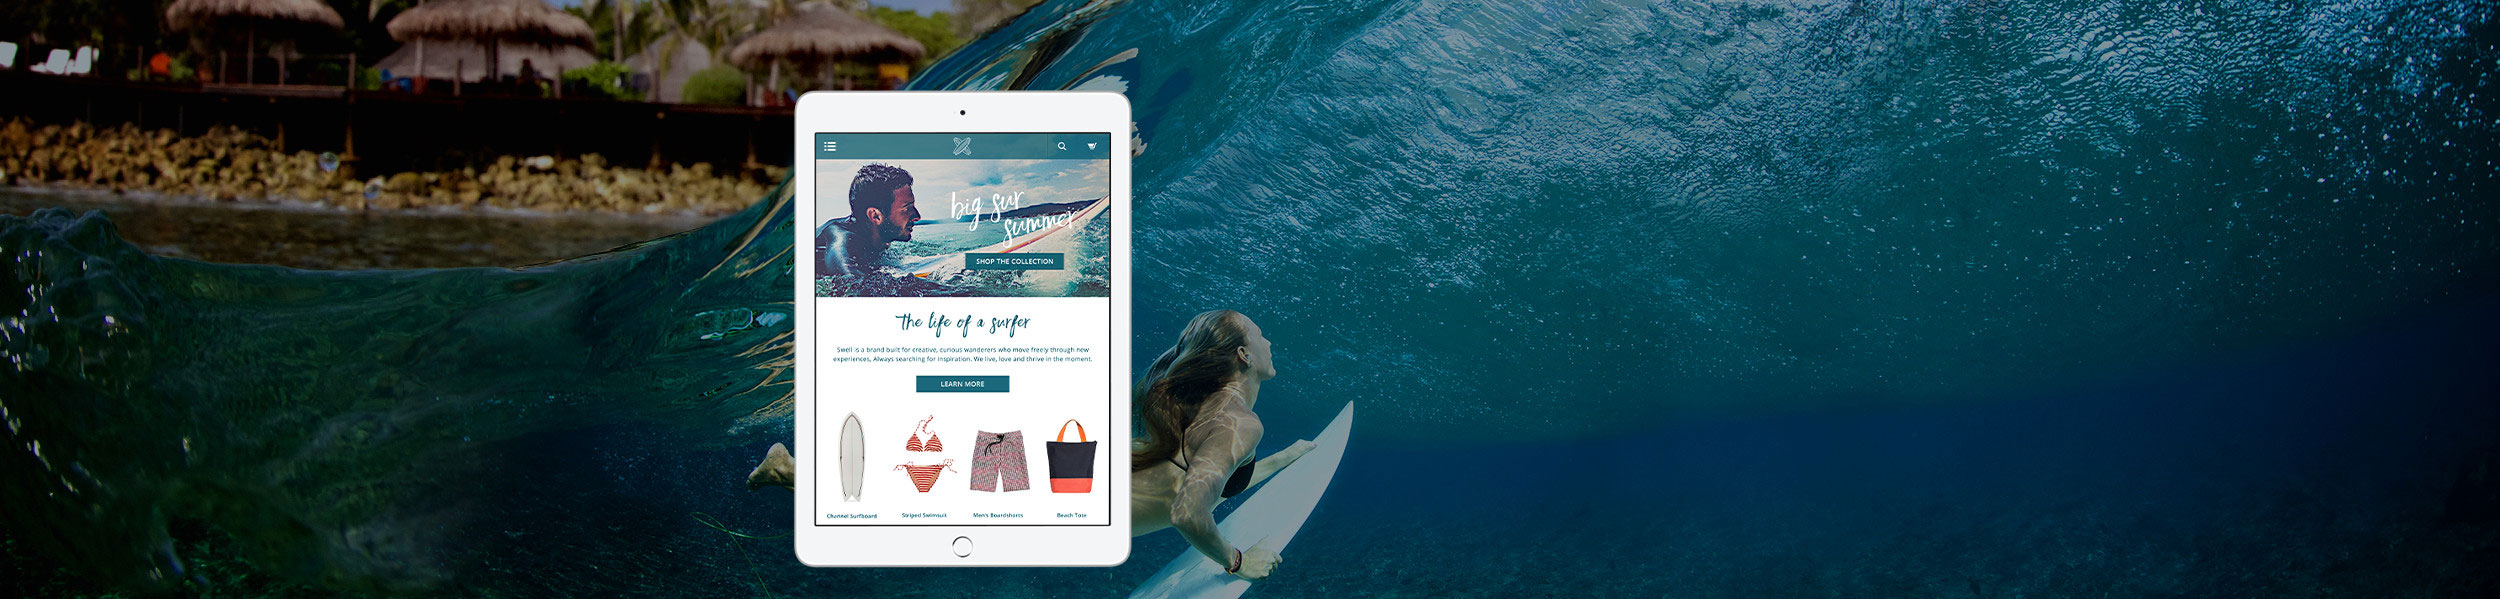 big sur
summer
SHOP THE COLLECTION
The life of a surfer
Swell is a brand built for creative, curious wanderers who move freely through new
experiences, Always searching for inspiration. We live, love and thrive in the moment.
LEARN MORE
Channel Surfboard Striped Swimsuit Men's Boardshorts Beach Tote